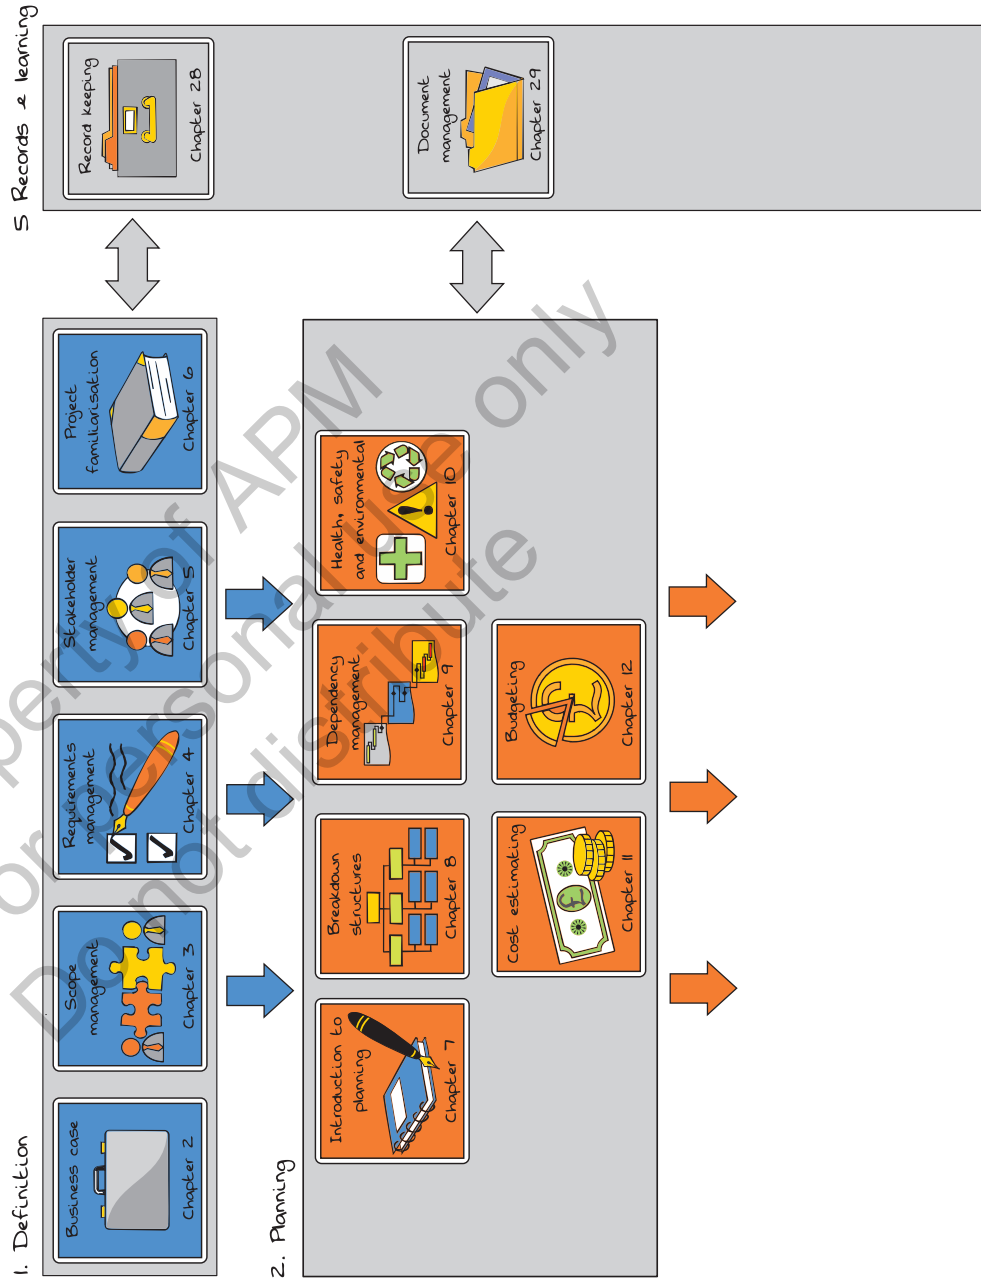 1. Definition
Business case
Chapter 2
Scope
management
Chapter 3
Requirements
management
Chapter 4
Stakeholder
management
Chapter 5
Project
familiarisation
Chapter 6
2. Planning
Introduction to
planning
Chapter 7
Breakdown
structures
Chapter 8
Dependency
management
Chapter 9
Health, safety
and environmental
Chapter 10
Cost estimating
£
Chapter 11
Budgeting
£
Chapter 12
5 Records & learning
Record keeping
Chapter 28
Document
management
Chapter 29
of APM
personal use only
Do not distribute